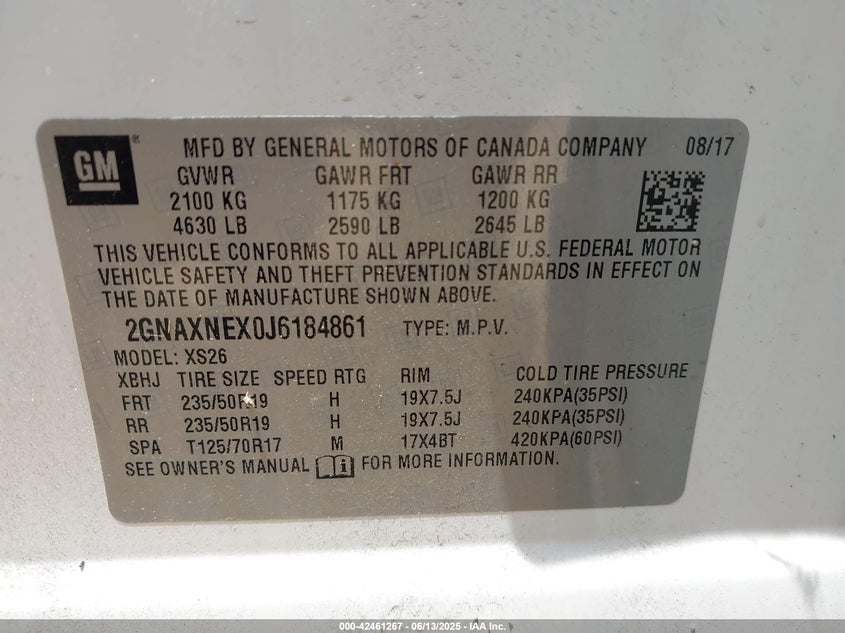 GM ® MFD BY GENERAL MOTORS OF CANADA COMPANY 08/17
GVWR GAWR FRT GAWR RR
2100 KG 1175 KG 1200 KG
4630 LB 2590 LB 2645 LB
THIS VEHICLE CONFORMS TO ALL APPLICABLE U.S. FEDERAL MOTOR
VEHICLE SAFETY AND THEFT PREVENTION STANDARDS IN EFFECT ON
THE DATE OF MANUFACTURE SHOWN ABOVE.
2GNAXNEX0J6184861 TYPE: M.P.V.
MODEL: XS26
XBHJ TIRE SIZE SPEED RTG RIM COLD TIRE PRESSURE
FRT 235/50R19 H 19X7.5J 240KPA(35PSI)
RR 235/50R19 H 19X7.5J 240KPA(35PSI)
SPA T125/70R17 M 17X4BT 420KPA(60PSI)
SEE OWNER'S MANUAL i FOR MORE INFORMATION.
000-42461267 - 06/13/2025 - IAA Inc.